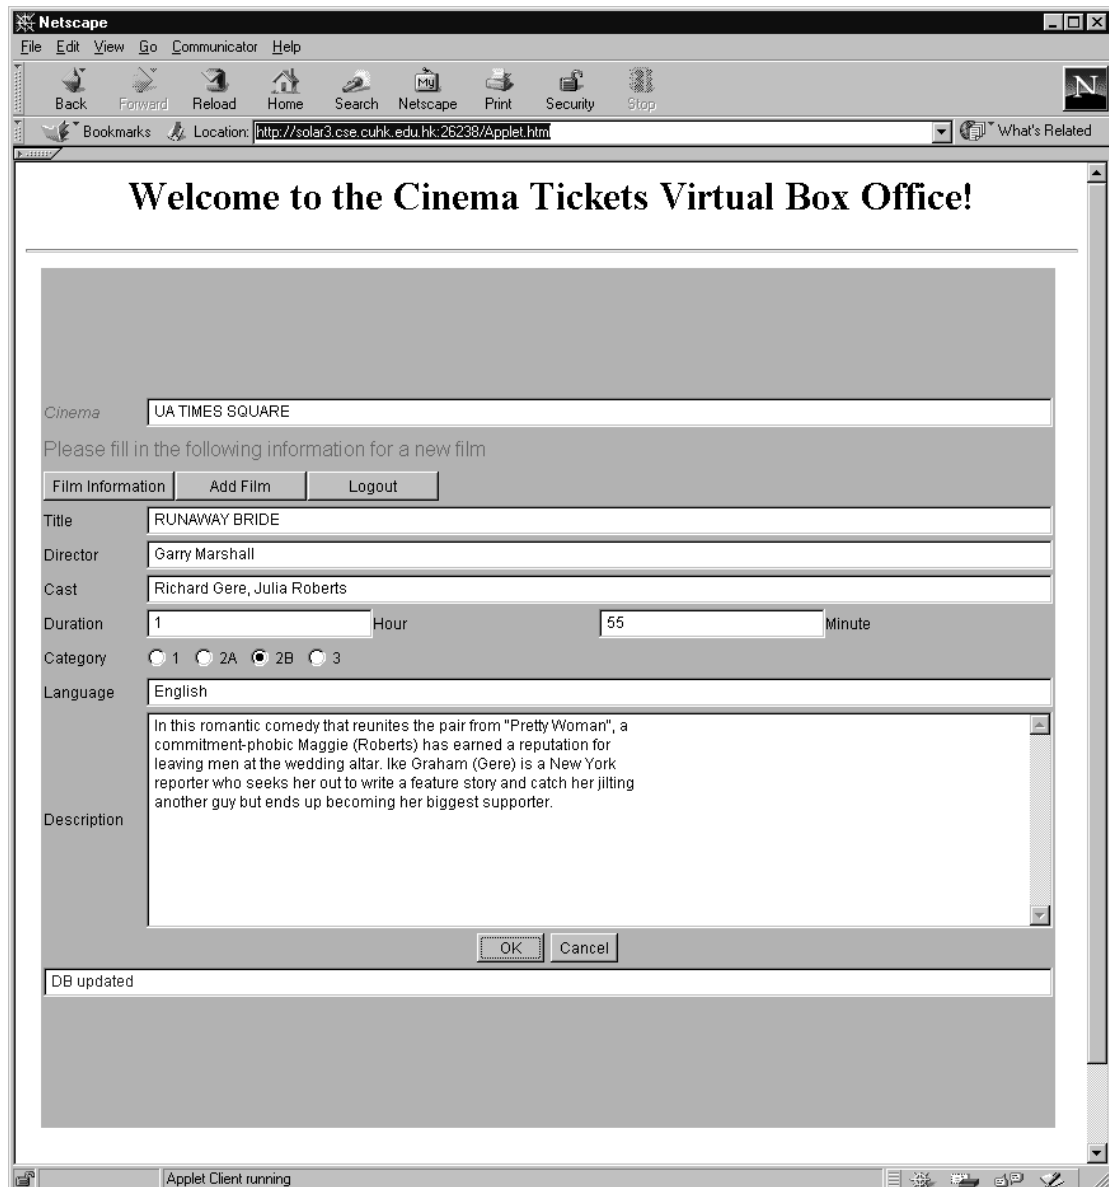 Netscape
File Edit View Go Communicator Help
My
N
Back Forward Reload Home Search Netscape Print Security Stop
Bookmarks Location: http://solar3.cse.cuhk.edu.hk:26238/Applet.html What's Related
Welcome to the Cinema Tickets Virtual Box Office!
Cinema UA TIMES SQUARE
Please fill in the following information for a new film
Film Information Add Film Logout
Title RUNAWAY BRIDE
Director Garry Marshall
Cast Richard Gere, Julia Roberts
Duration 1 Hour 55 Minute
Category 1 2A 2B 3
Language English
In this romantic comedy that reunites the pair from "Pretty Woman", a
commitment-phobic Maggie (Roberts) has earned a reputation for
leaving men at the wedding altar. Ike Graham (Gere) is a New York
reporter who seeks her out to write a feature story and catch her jilting
another guy but ends up becoming her biggest supporter.
Description
OK Cancel
DB updated
Applet Client running